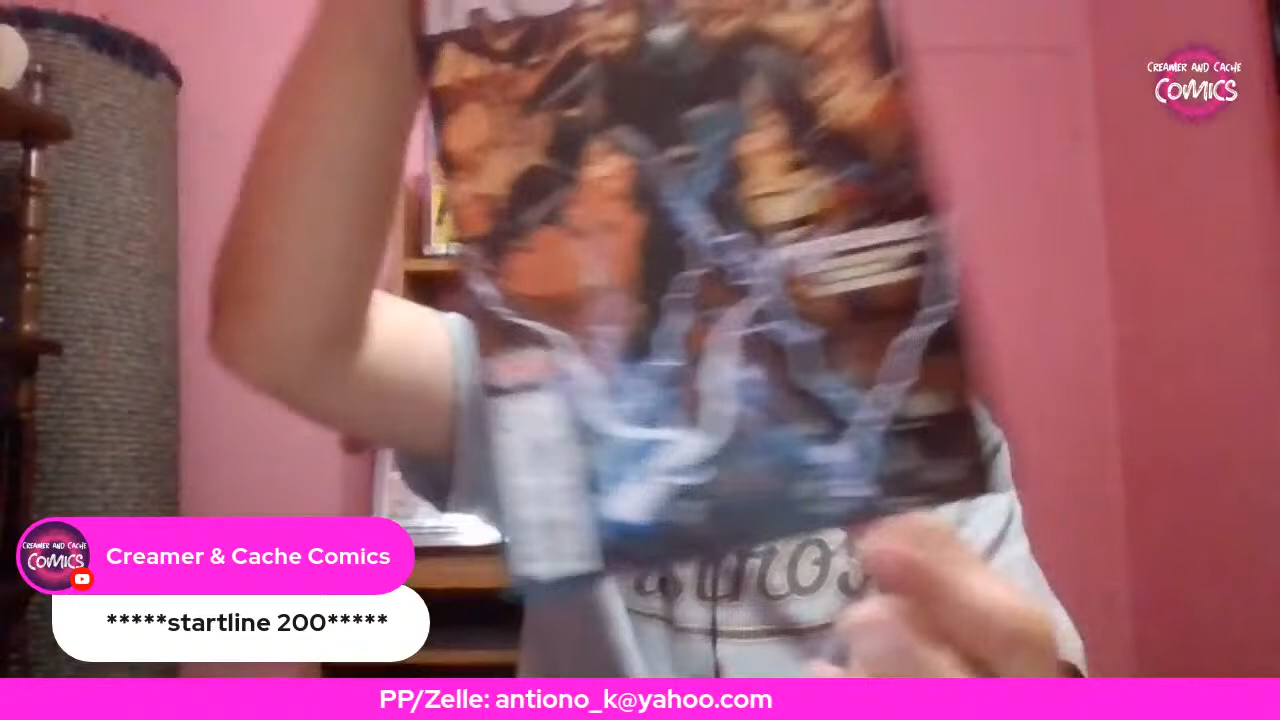 CREAMER AND CACHE
COMICS
CREAMER AND CACHE
COMICS
Creamer & Cache Comics
*****startline 200*****
PP/Zelle: antiono_k@yahoo.com